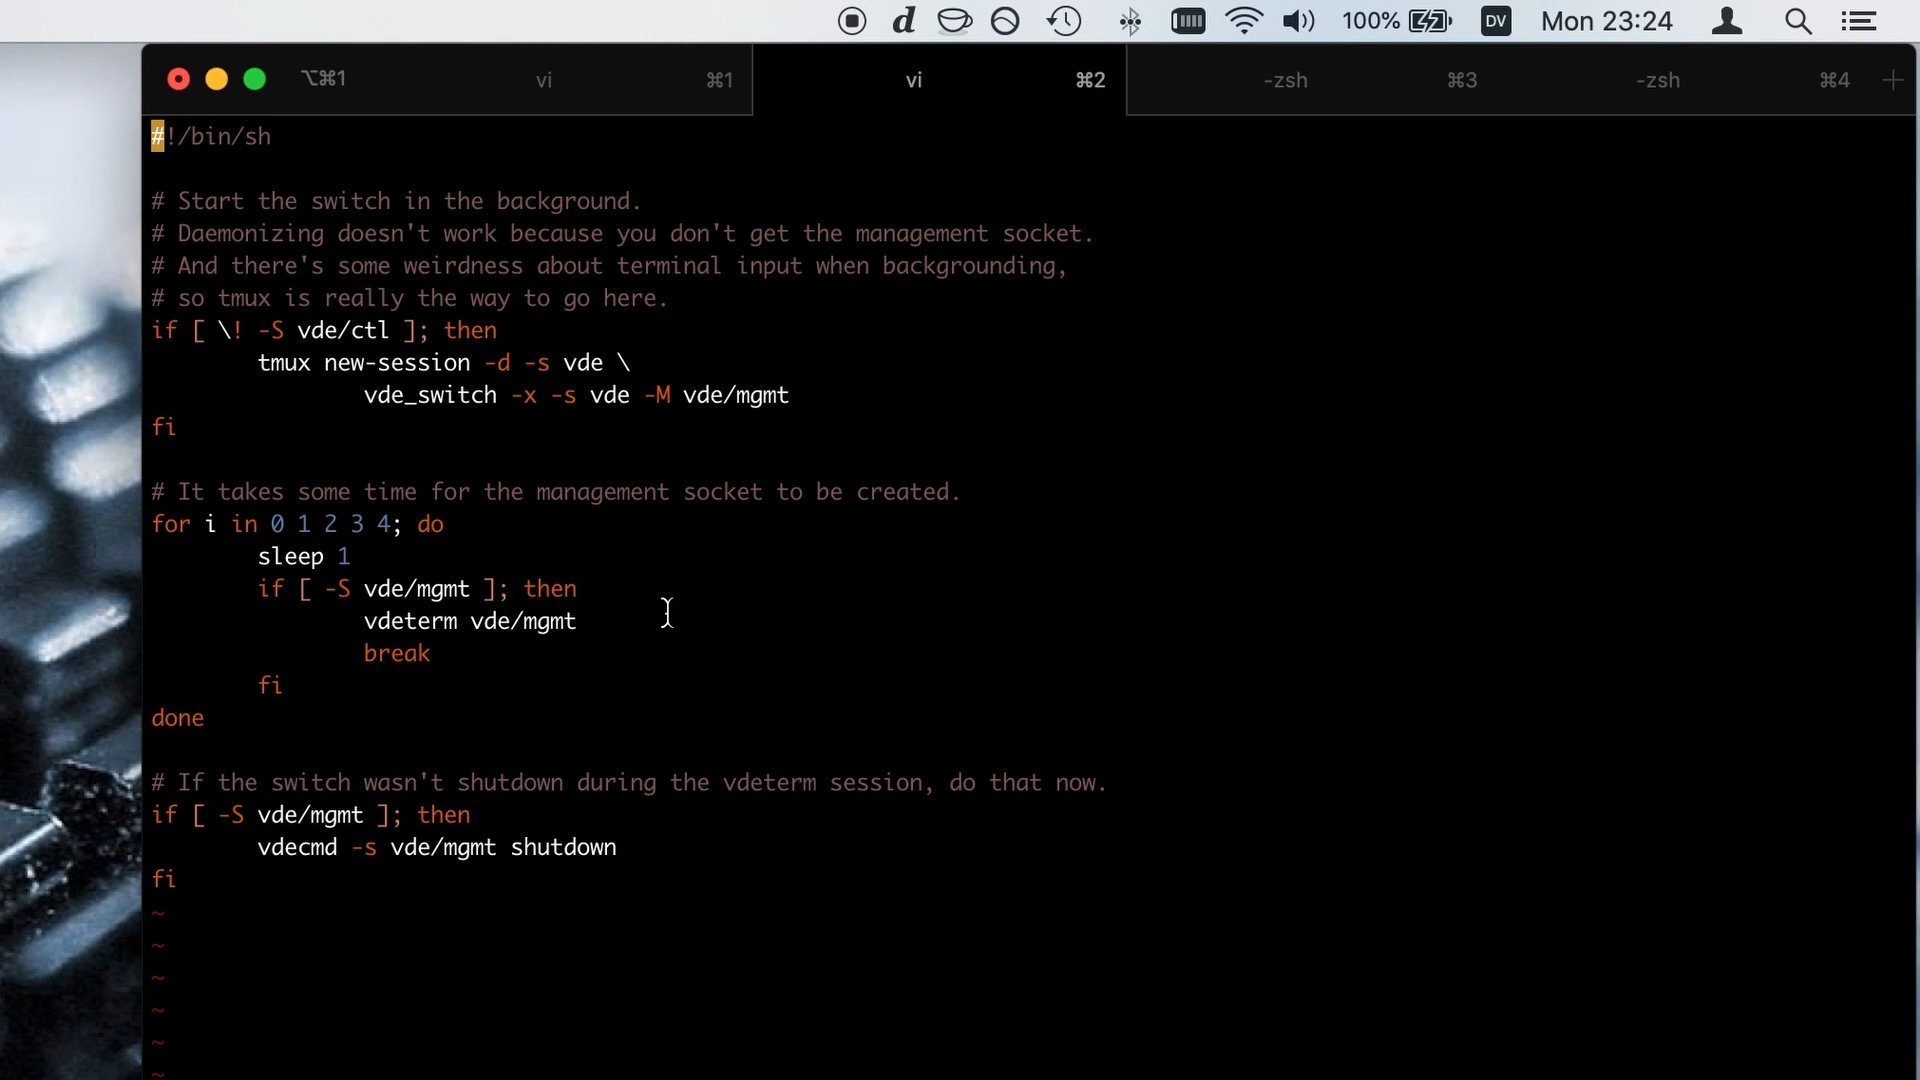 d 100% DV Mon 23:24
⌥⌘1 vi ⌘1 vi ⌘2 -zsh ⌘3 -zsh ⌘4 +
#!/bin/sh
# Start the switch in the background.
# Daemonizing doesn't work because you don't get the management socket.
# And there's some weirdness about terminal input when backgrounding,
# so tmux is really the way to go here.
if [ \! -S vde/ctl ]; then
        tmux new-session -d -s vde \
                vde_switch -x -s vde -M vde/mgmt
fi
# It takes some time for the management socket to be created.
for i in 0 1 2 3 4; do
        sleep 1
        if [ -S vde/mgmt ]; then
                vdeterm vde/mgmt
                break
        fi
done
# If the switch wasn't shutdown during the vdeterm session, do that now.
if [ -S vde/mgmt ]; then
        vdecmd -s vde/mgmt shutdown
fi
~
~
~
~
~
~